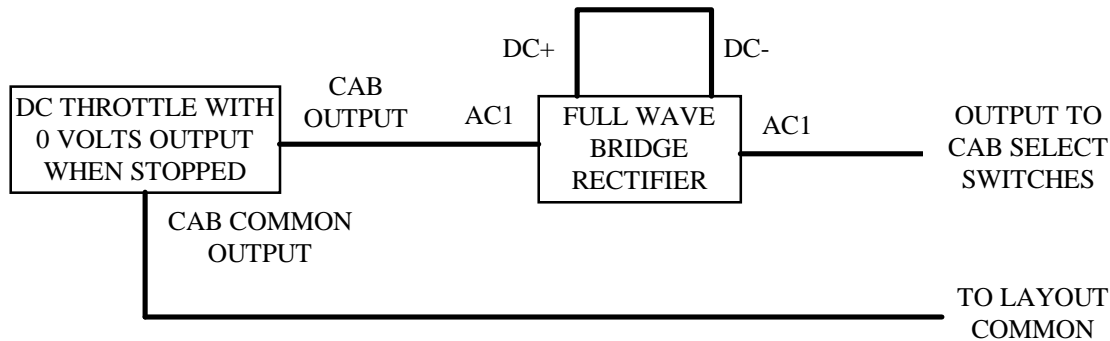 DC+
DC-
DC THROTTLE WITH
0 VOLTS OUTPUT
WHEN STOPPED
CAB
OUTPUT
AC1
FULL WAVE
BRIDGE
RECTIFIER
AC1
OUTPUT TO
CAB SELECT
SWITCHES
CAB COMMON
OUTPUT
TO LAYOUT
COMMON